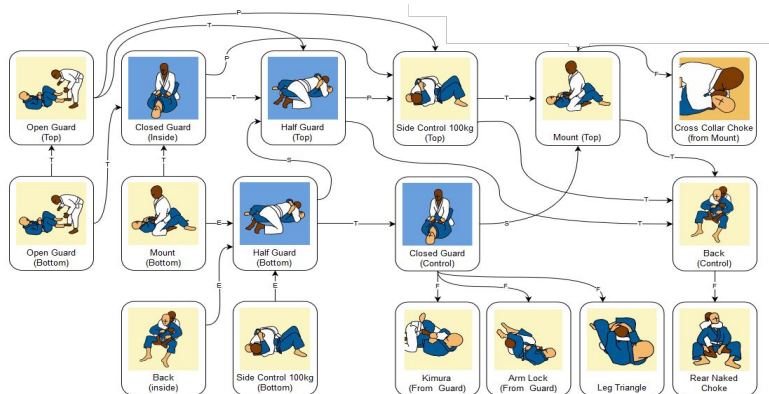 P
T
P
F
Open Guard
(Top)
Closed Guard
(Inside)
T
Half Guard
(Top)
P
Side Control 100kg
(Top)
T
Mount (Top)
Cross Collar Choke
(from Mount)
T
T
T
S
T
T
Open Guard
(Bottom)
Mount
(Bottom)
E
Half Guard
(Bottom)
T
Closed Guard
(Control)
S
T
Back
(Control)
E
E
F
F
F
F
Back
(inside)
Side Control 100kg
(Bottom)
Kimura
(From Guard)
Arm Lock
(From Guard)
Leg Triangle
Rear Naked
Choke